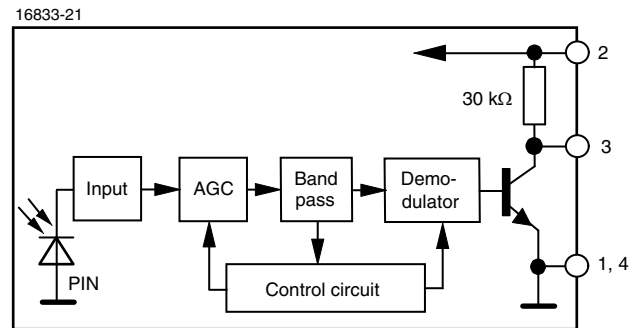 16833-21
2
30 kΩ
3
Input
AGC
Band
pass
Demo-
dulator
PIN
Control circuit
1, 4